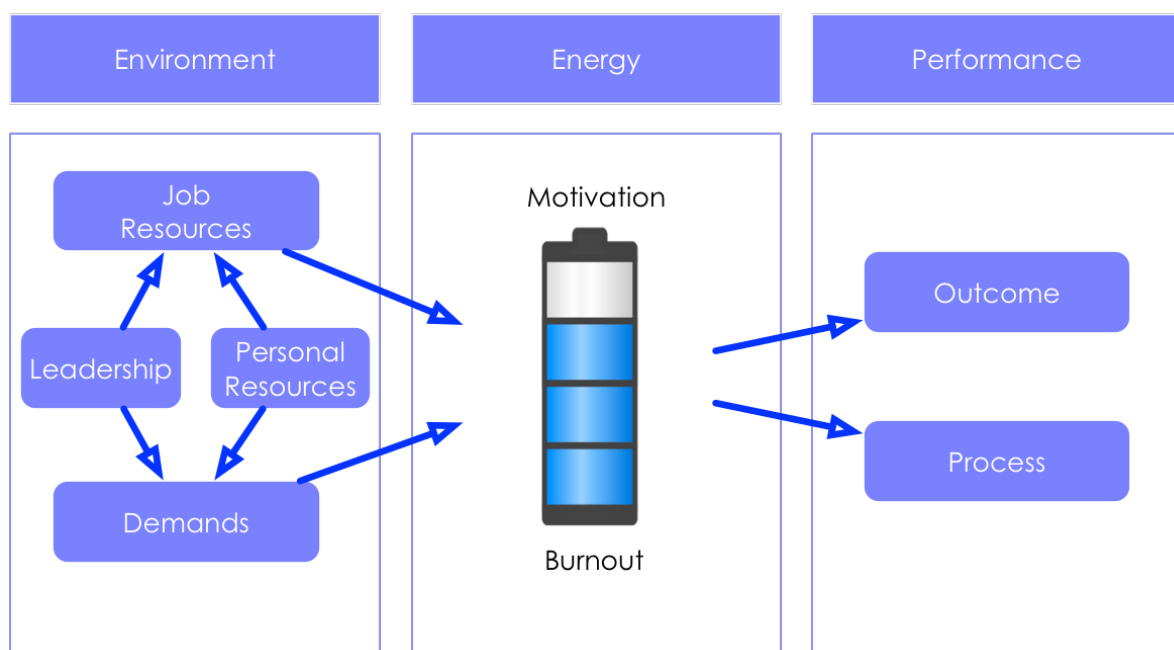 Environment
Energy
Performance
Job
Resources
Leadership
Personal
Resources
Demands
Motivation
Burnout
Outcome
Process